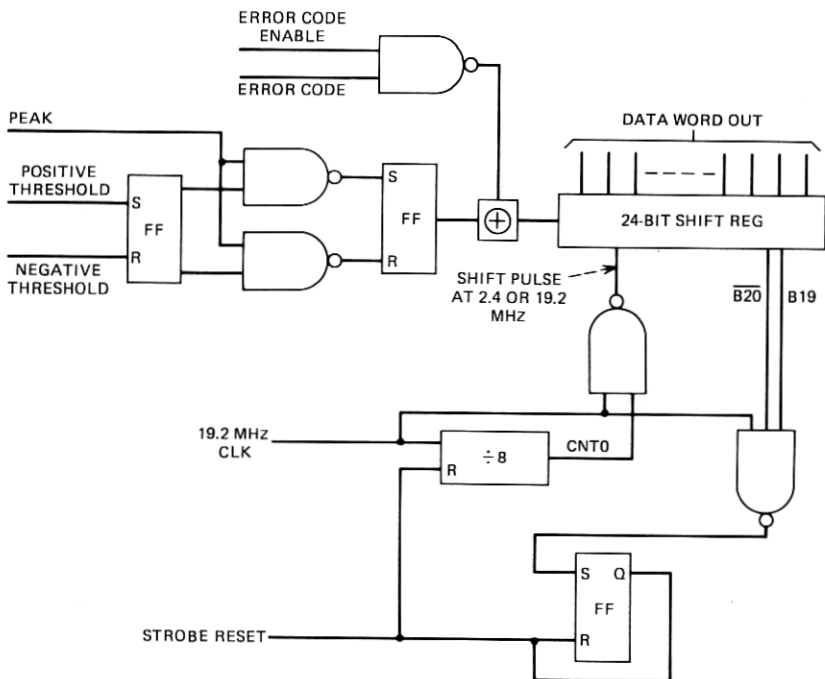 ERROR CODE
ENABLE
ERROR CODE
PEAK
DATA WORD OUT
POSITIVE
THRESHOLD
S
FF
R
NEGATIVE
THRESHOLD
S
FF
R
24-BIT SHIFT REG
SHIFT PULSE
AT 2.4 OR 19.2
MHz
B20
B19
19.2 MHz
CLK
R
÷8
CNT0
S Q
FF
R
STROBE RESET